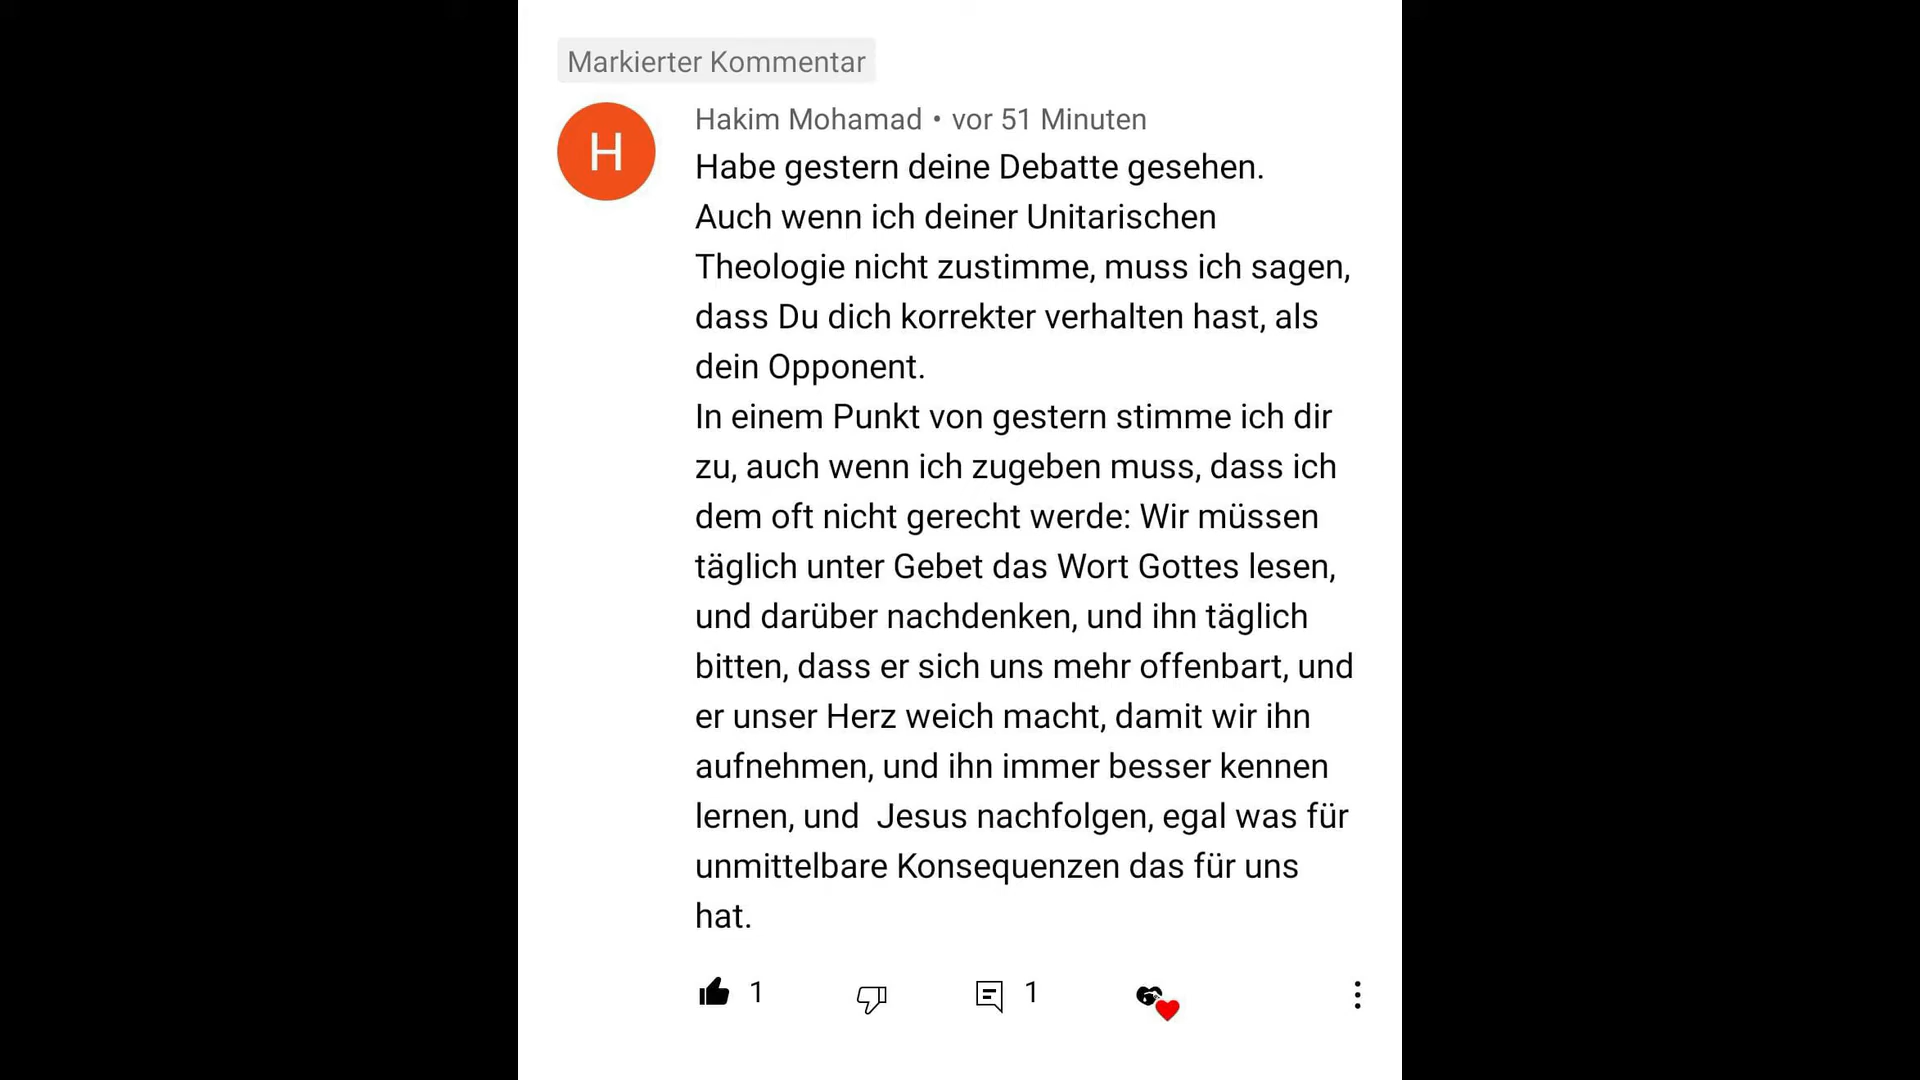 Markierter Kommentar
H
Hakim Mohamad • vor 51 Minuten
Habe gestern deine Debatte gesehen.
Auch wenn ich deiner Unitarischen
Theologie nicht zustimme, muss ich sagen,
dass Du dich korrekter verhalten hast, als
dein Opponent.
In einem Punkt von gestern stimme ich dir
zu, auch wenn ich zugeben muss, dass ich
dem oft nicht gerecht werde: Wir müssen
täglich unter Gebet das Wort Gottes lesen,
und darüber nachdenken, und ihn täglich
bitten, dass er sich uns mehr offenbart, und
er unser Herz weich macht, damit wir ihn
aufnehmen, und ihn immer besser kennen
lernen, und  Jesus nachfolgen, egal was für
unmittelbare Konsequenzen das für uns
hat.
1 1